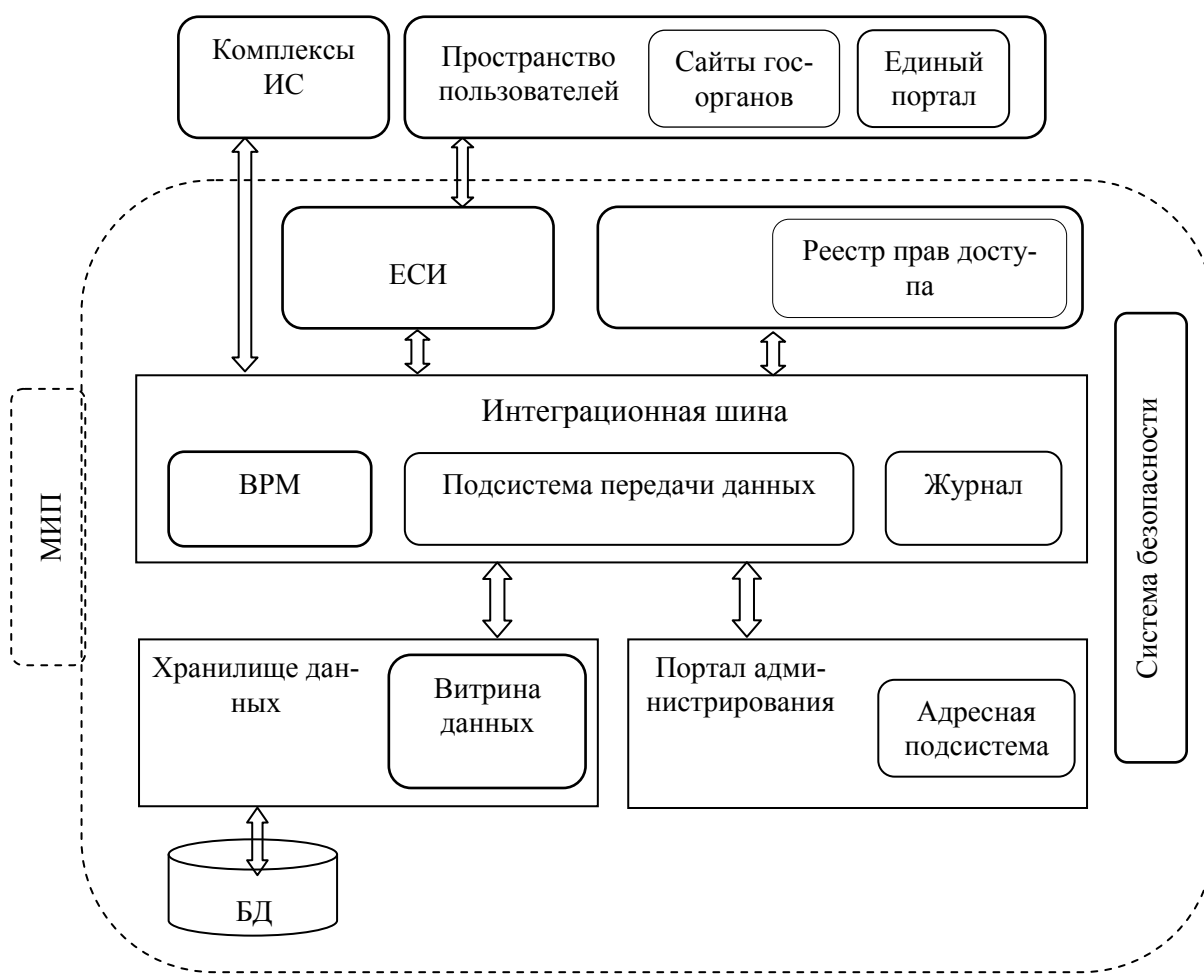 Комплексы
ИС
Пространство
пользователей
Сайты гос-
органов
Единый
портал
ЕСИ
Реестр прав досту-
па
Интеграционная шина
BPM
Подсистема передачи данных
Журнал
МИП
Система безопасности
Хранилище дан-
ных
Витрина
данных
Портал адми-
нистрирования
Адресная
подсистема
БД